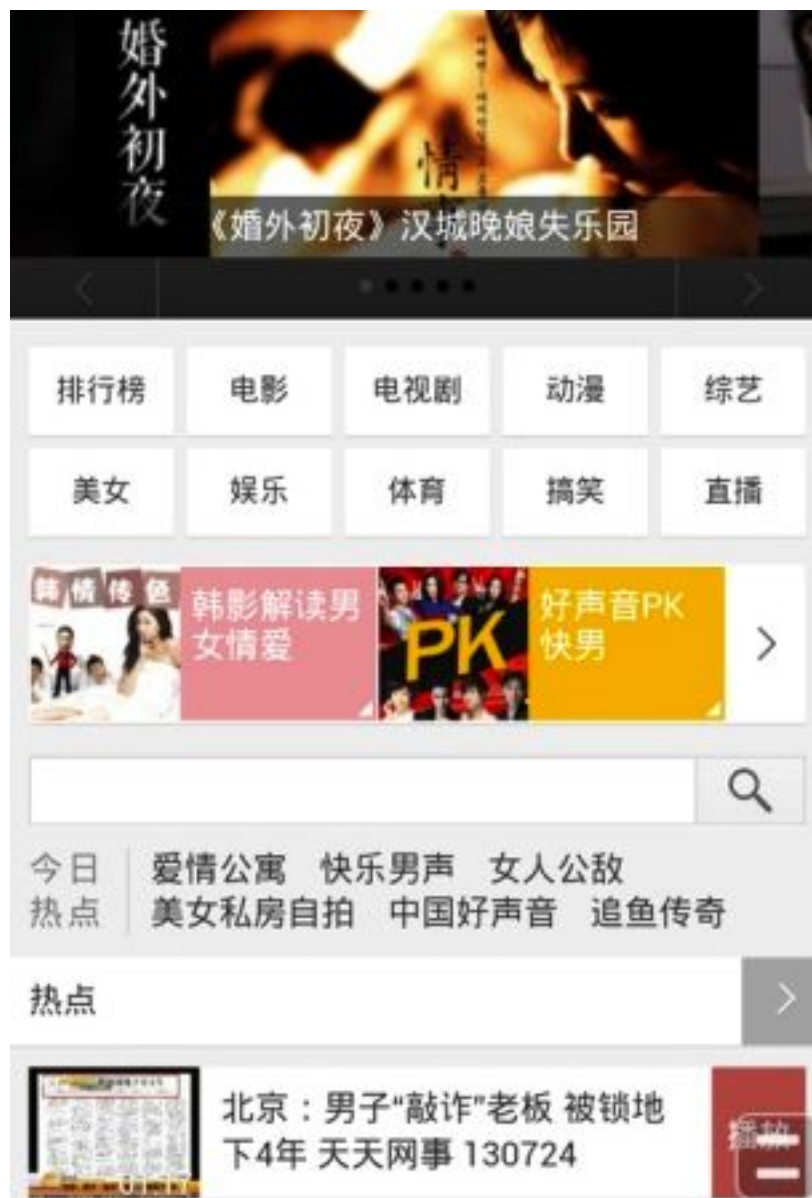 婚外初夜
情
《婚外初夜》汉城晚娘失乐园
排行榜 电影 电视剧 动漫 综艺
美女 娱乐 体育 搞笑 直播
韩情传色
韩影解读男
女情爱
PK
好声音PK
快男
今日 爱情公寓 快乐男声 女人公敌
热点 美女私房自拍 中国好声音 追鱼传奇
热点
北京：男子“敲诈”老板 被锁地
下4年 天天网事 130724
播放